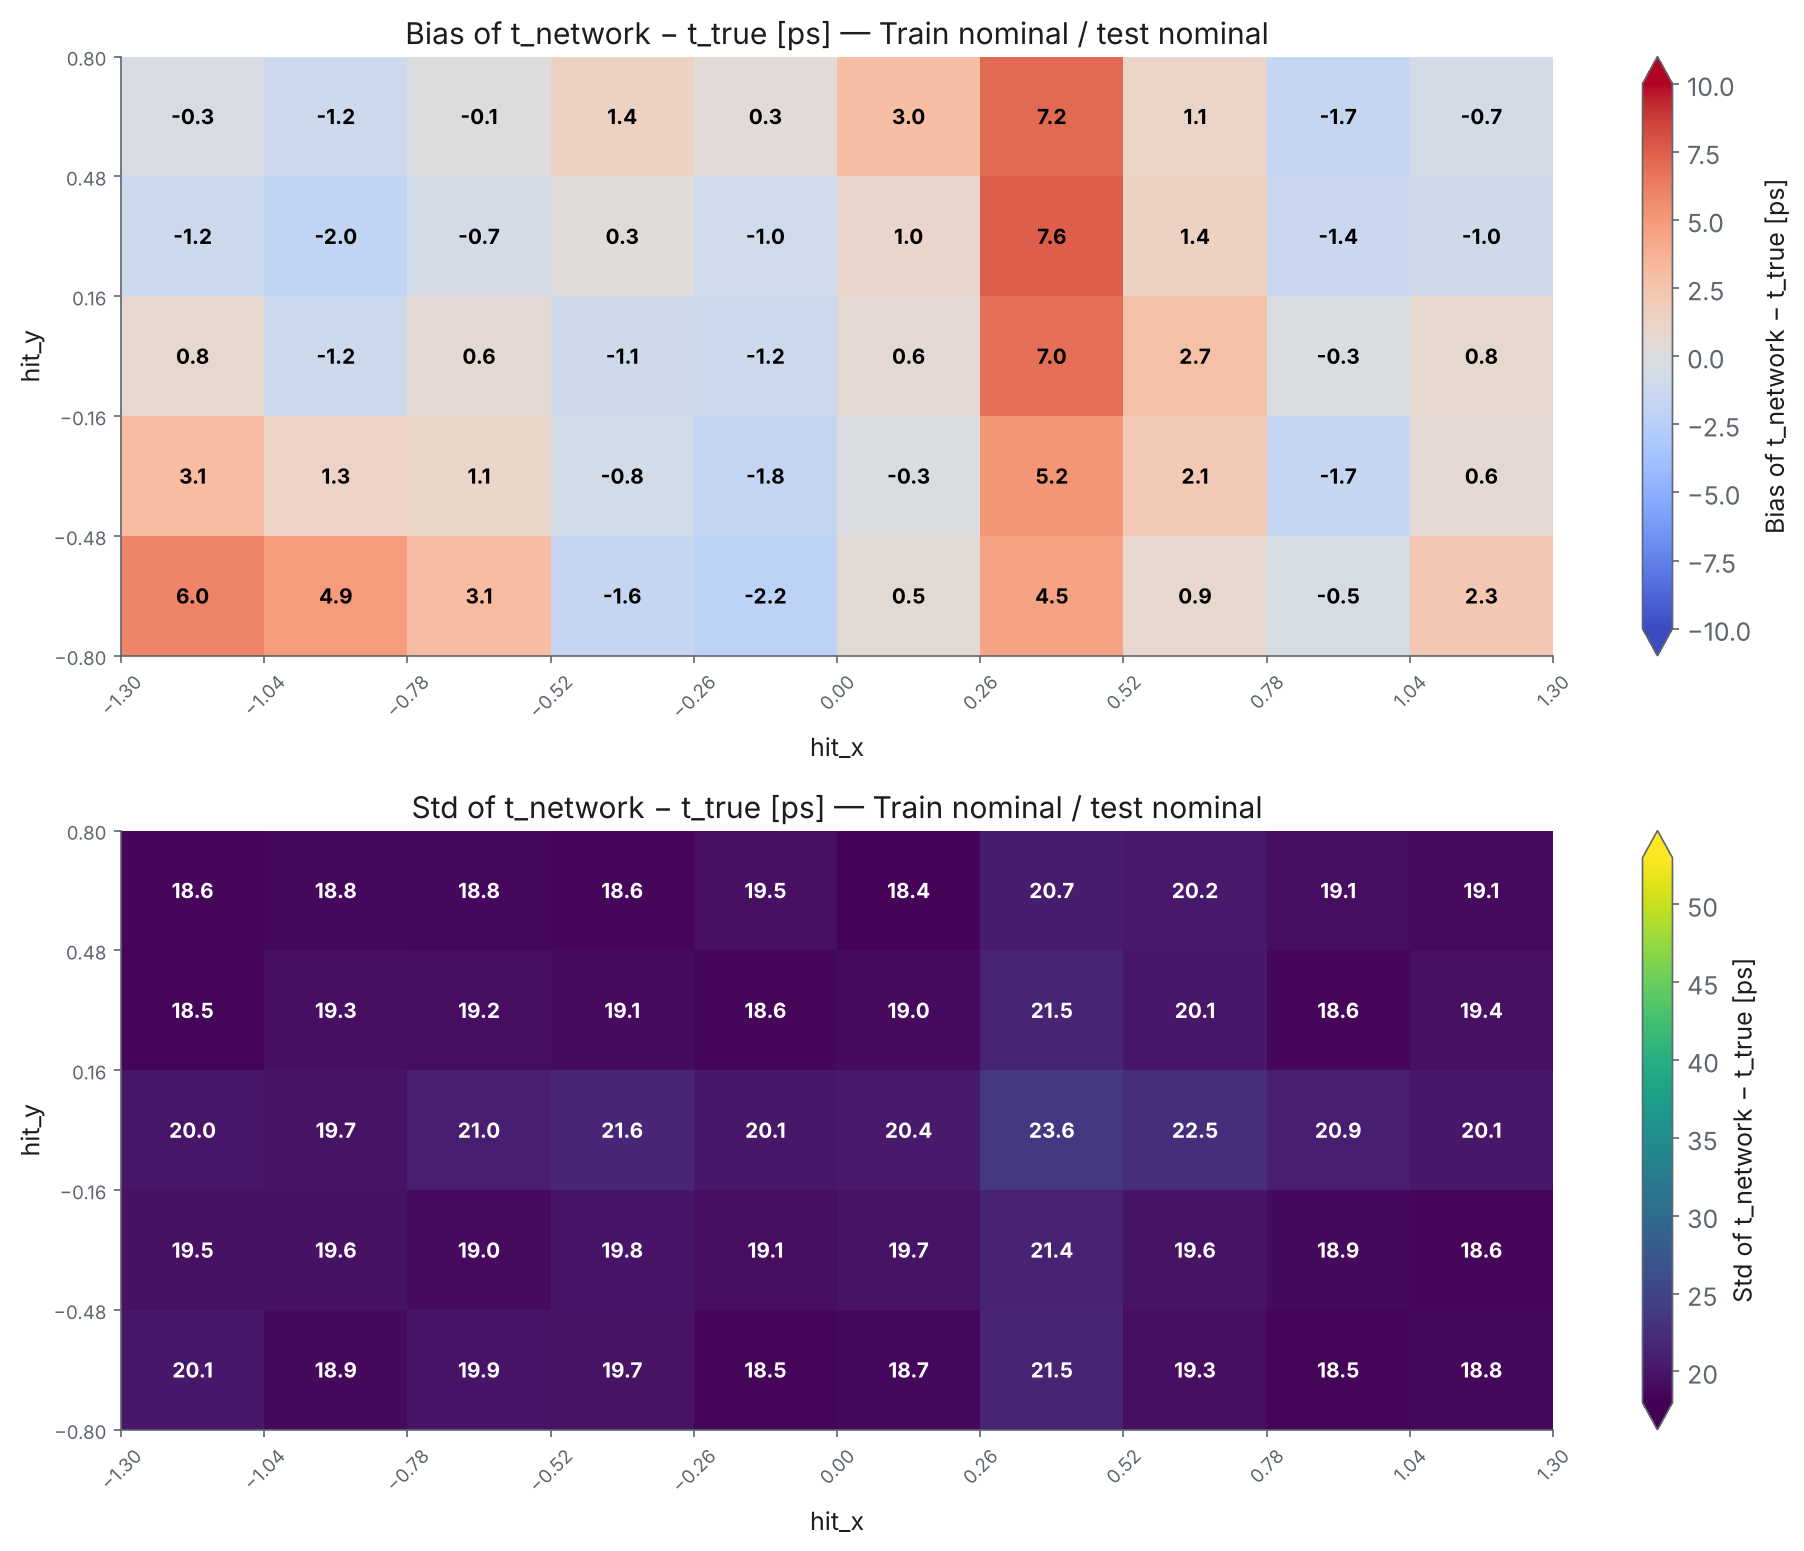 Bias of t_network − t_true [ps] — Train nominal / test nominal
0.80
0.48
0.16
−0.16
−0.48
−0.80
hit_y
-0.3 -1.2 -0.1 1.4 0.3 3.0 7.2 1.1 -1.7 -0.7
-1.2 -2.0 -0.7 0.3 -1.0 1.0 7.6 1.4 -1.4 -1.0
0.8 -1.2 0.6 -1.1 -1.2 0.6 7.0 2.7 -0.3 0.8
3.1 1.3 1.1 -0.8 -1.8 -0.3 5.2 2.1 -1.7 0.6
6.0 4.9 3.1 -1.6 -2.2 0.5 4.5 0.9 -0.5 2.3
−1.30 −1.04 −0.78 −0.52 −0.26 0.00 0.26 0.52 0.78 1.04 1.30
hit_x
10.0
7.5
5.0
2.5
0.0
−2.5
−5.0
−7.5
−10.0
Bias of t_network − t_true [ps]
Std of t_network − t_true [ps] — Train nominal / test nominal
0.80
0.48
0.16
−0.16
−0.48
−0.80
hit_y
18.6 18.8 18.8 18.6 19.5 18.4 20.7 20.2 19.1 19.1
18.5 19.3 19.2 19.1 18.6 19.0 21.5 20.1 18.6 19.4
20.0 19.7 21.0 21.6 20.1 20.4 23.6 22.5 20.9 20.1
19.5 19.6 19.0 19.8 19.1 19.7 21.4 19.6 18.9 18.6
20.1 18.9 19.9 19.7 18.5 18.7 21.5 19.3 18.5 18.8
−1.30 −1.04 −0.78 −0.52 −0.26 0.00 0.26 0.52 0.78 1.04 1.30
hit_x
50
45
40
35
30
25
20
Std of t_network − t_true [ps]